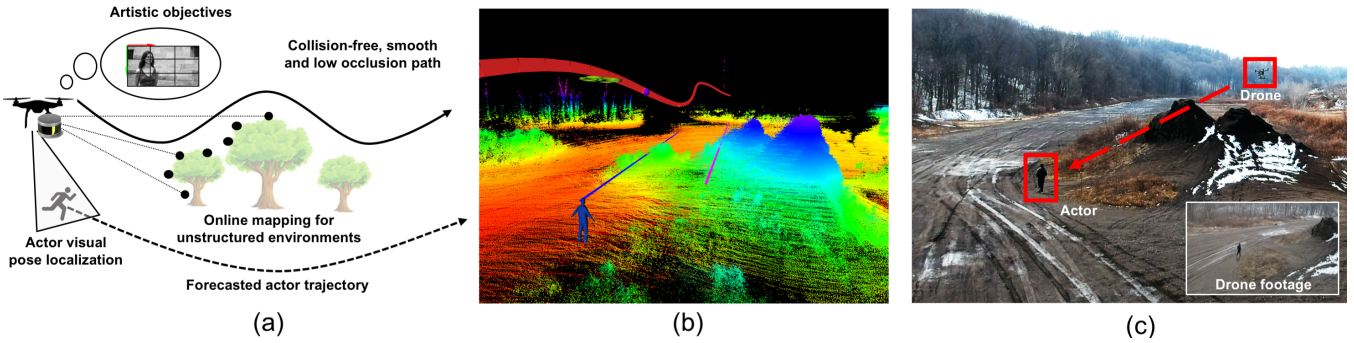 Artistic objectives
Collision-free, smooth
and low occlusion path
Online mapping for
unstructured environments
Actor visual
pose localization
Forecasted actor trajectory
(a)
(b)
Drone
Actor
Drone footage
(c)